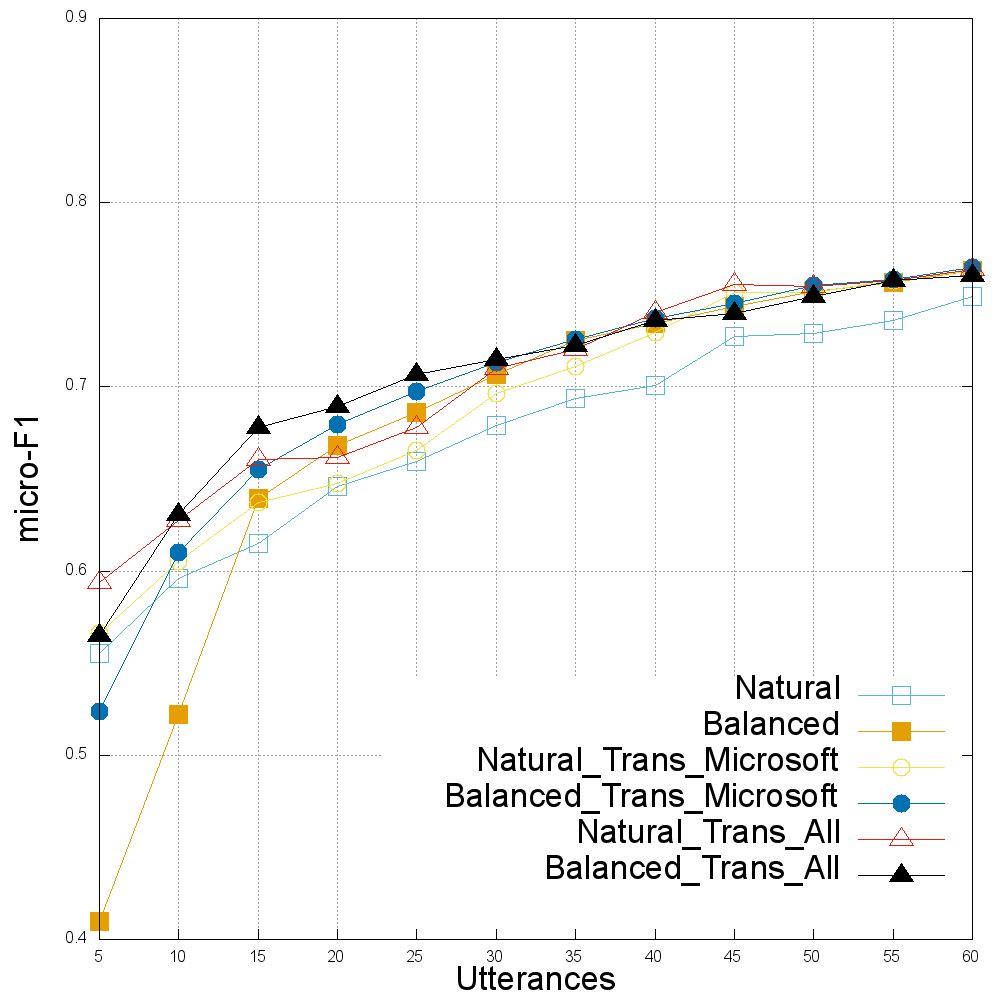 0.9
0.8
0.7
0.6
0.5
0.4
micro-F1
Natural
Balanced
Natural_Trans_Microsoft
Balanced_Trans_Microsoft
Natural_Trans_All
Balanced_Trans_All
5 10 15 20 25 30 35 40 45 50 55 60
Utterances